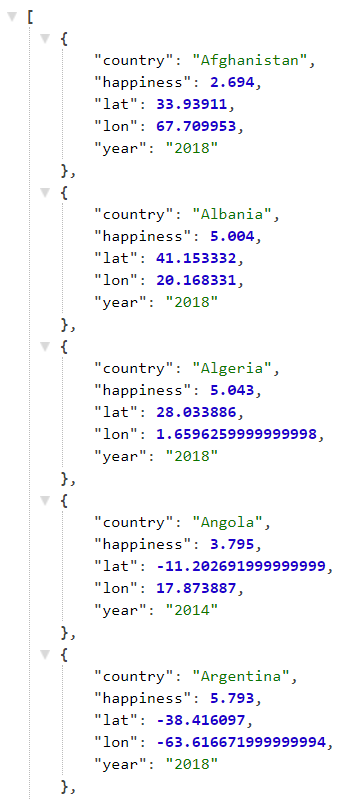 [
{
"country": "Afghanistan",
"happiness": 2.694,
"lat": 33.93911,
"lon": 67.709953,
"year": "2018"
},
{
"country": "Albania",
"happiness": 5.004,
"lat": 41.153332,
"lon": 20.168331,
"year": "2018"
},
{
"country": "Algeria",
"happiness": 5.043,
"lat": 28.033886,
"lon": 1.6596259999999998,
"year": "2018"
},
{
"country": "Angola",
"happiness": 3.795,
"lat": -11.202691999999999,
"lon": 17.873887,
"year": "2014"
},
{
"country": "Argentina",
"happiness": 5.793,
"lat": -38.416097,
"lon": -63.616671999999994,
"year": "2018"
},